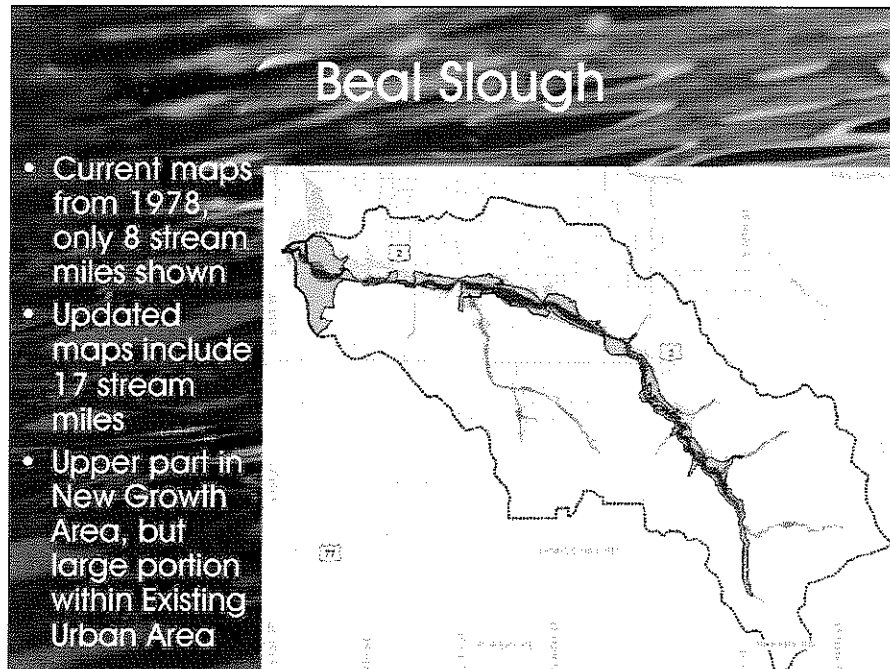 Beal Slough
• Current maps
from 1978,
only 8 stream
miles shown
• Updated
maps include
17 stream
miles
• Upper part in
New Growth
Area, but
large portion
within Existing
Urban Area
2
2
77